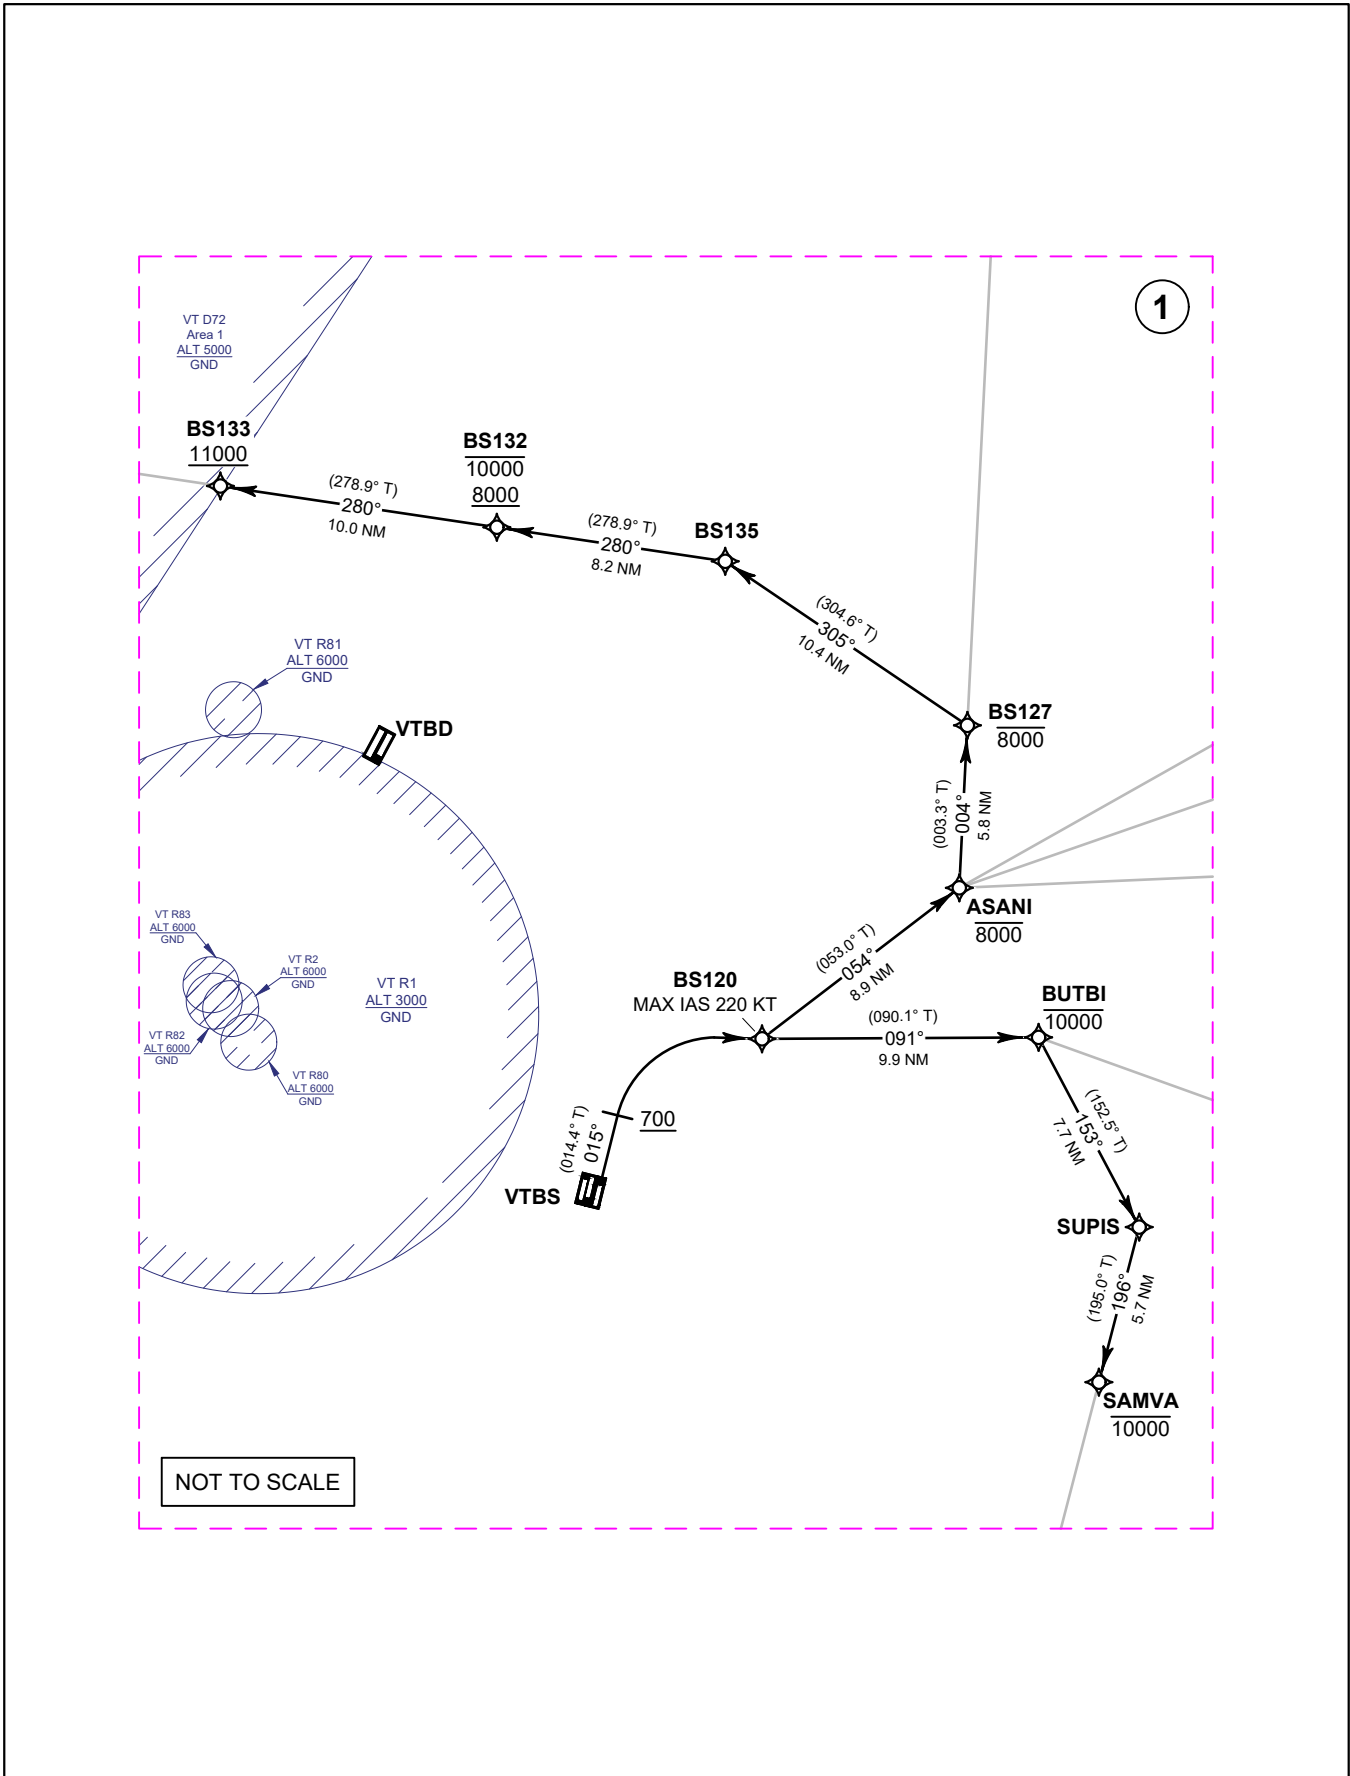 1
VT D72
Area 1
ALT 5000
GND
BS133
11000
(278.9° T)
280°
10.0 NM
BS132
10000
8000
(278.9° T)
280°
8.2 NM
BS135
(304.6° T)
305°
10.4 NM
VT R81
ALT 6000
GND
VTBD
BS127
8000
(003.3° T)
004°
5.8 NM
ASANI
8000
(053.0° T)
054°
8.9 NM
VT R83
ALT 6000
GND
VT R2
ALT 6000
GND
VT R1
ALT 3000
GND
VT R82
ALT 6000
GND
VT R80
ALT 6000
GND
BS120
MAX IAS 220 KT
BUTBI
10000
(090.1° T)
091°
9.9 NM
700
(014.4° T)
015°
VTBS
(152.5° T)
153°
7.7 NM
SUPIS
(195.0° T)
196°
5.7 NM
SAMVA
10000
NOT TO SCALE